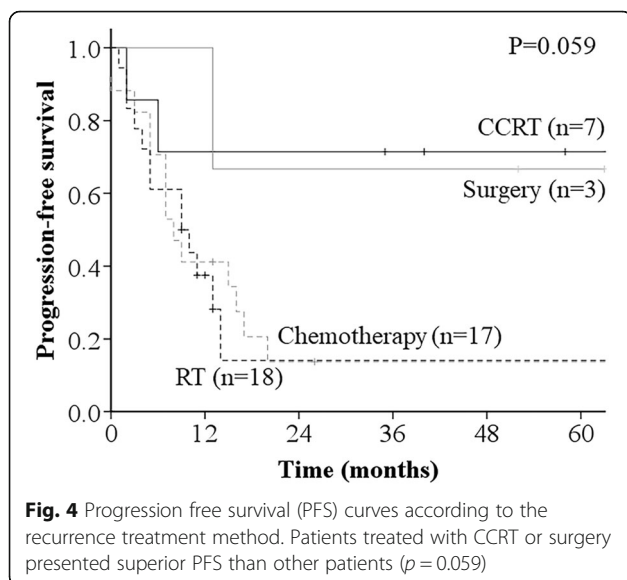 P=0.059
1.0
0.8
0.6
0.4
0.2
0.0
Progression-free survival
CCRT (n=7)
Surgery (n=3)
Chemotherapy (n=17)
RT (n=18)
0 12 24 36 48 60
Time (months)
Fig. 4 Progression free survival (PFS) curves according to the
recurrence treatment method. Patients treated with CCRT or surgery
presented superior PFS than other patients (p = 0.059)